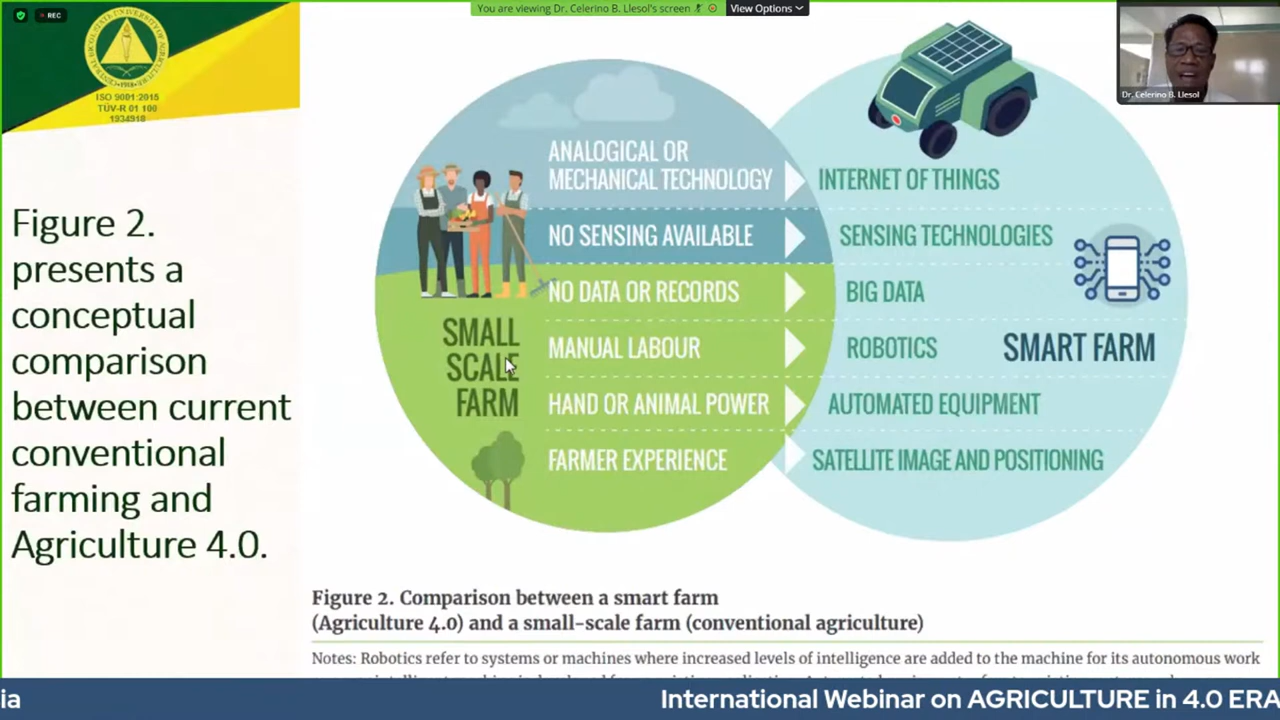 REC
You are viewing Dr. Celerino B. Llesol's screen
View Options
ISO 9001:2015
TÜV-R 01 100
1934918
Dr. Celerino B. Llesol
Figure 2.
presents a
conceptual
comparison
between current
conventional
farming and
Agriculture 4.0.
SMALL
SCALE
FARM
ANALOGICAL OR
MECHANICAL TECHNOLOGY
INTERNET OF THINGS
NO SENSING AVAILABLE
SENSING TECHNOLOGIES
NO DATA OR RECORDS
BIG DATA
MANUAL LABOUR
ROBOTICS
SMART FARM
HAND OR ANIMAL POWER
AUTOMATED EQUIPMENT
FARMER EXPERIENCE
SATELLITE IMAGE AND POSITIONING
Figure 2. Comparison between a smart farm
(Agriculture 4.0) and a small-scale farm (conventional agriculture)
Notes: Robotics refer to systems or machines where increased levels of intelligence are added to the machine for its autonomous work
ia
International Webinar on AGRICULTURE in 4.0 ERA